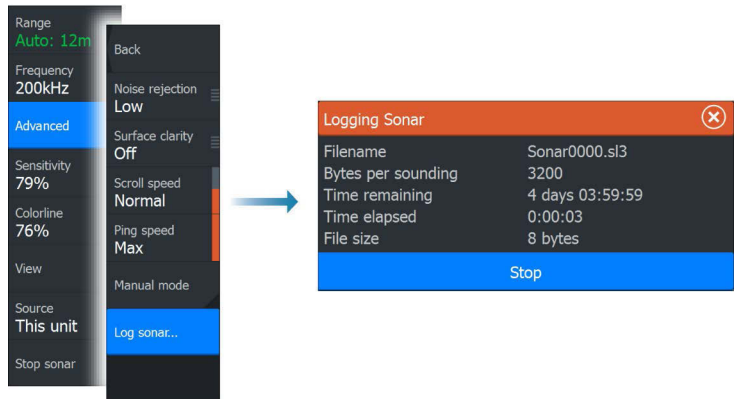 Range
Auto: 12m
Frequency
200kHz
Advanced
Sensitivity
79%
Colorline
76%
View
Source
This unit
Stop sonar
Back
Noise rejection
Low
Surface clarity
Off
Scroll speed
Normal
Ping speed
Max
Manual mode
Log sonar...
Logging Sonar
Filename Sonar0000.sl3
Bytes per sounding 3200
Time remaining 4 days 03:59:59
Time elapsed 0:00:03
File size 8 bytes
Stop